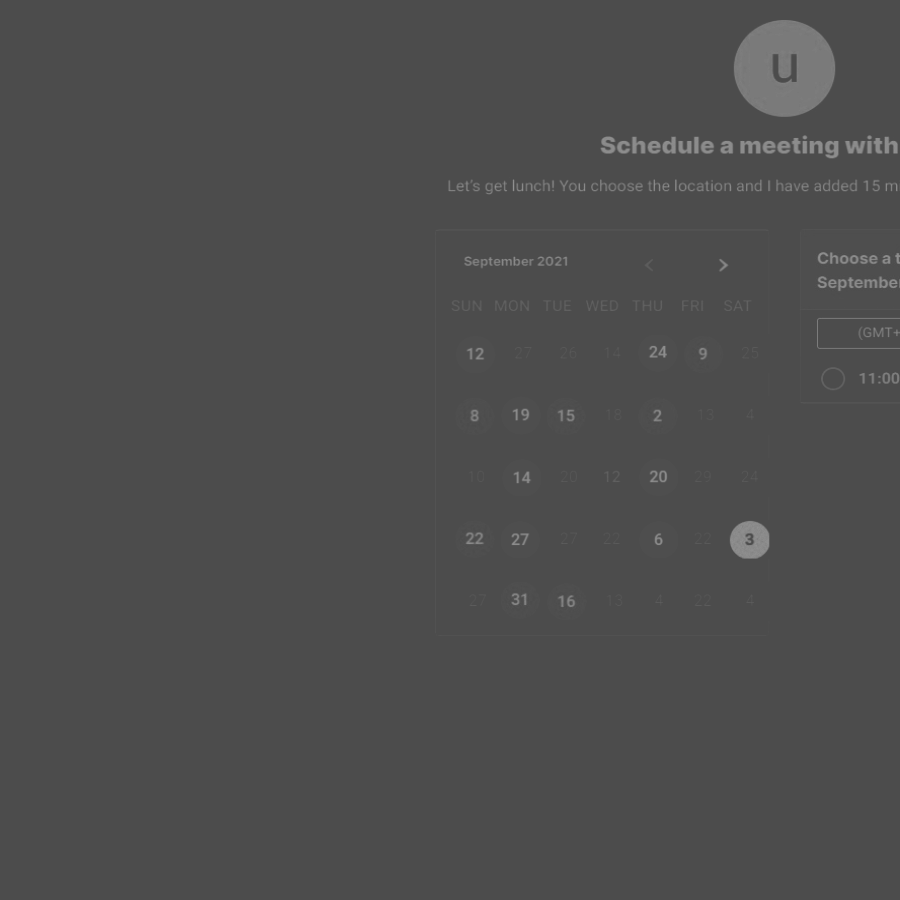 u
Schedule a meeting with
Let's get lunch! You choose the location and I have added 15 m
September 2021
SUN MON TUE WED THU FRI SAT
12 27 26 14 24 9 25
8 19 15 18 2 13 4
10 14 20 12 20 29 24
22 27 27 22 6 22 3
27 31 16 13 4 22 4
Choose a t
September
(GMT+
11:00